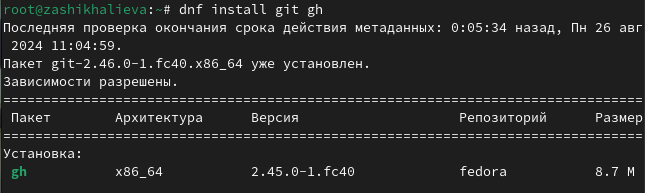 root@zashikhalieva:~# dnf install git gh
Последняя проверка окончания срока действия метаданных: 0:05:34 назад, Пн 26 авг
2024 11:04:59.
Пакет git-2.46.0-1.fc40.x86_64 уже установлен.
Зависимости разрешены.
================================================================================
Пакет Архитектура Версия Репозиторий Размер
================================================================================
Установка:
gh x86_64 2.45.0-1.fc40 fedora 8.7 M